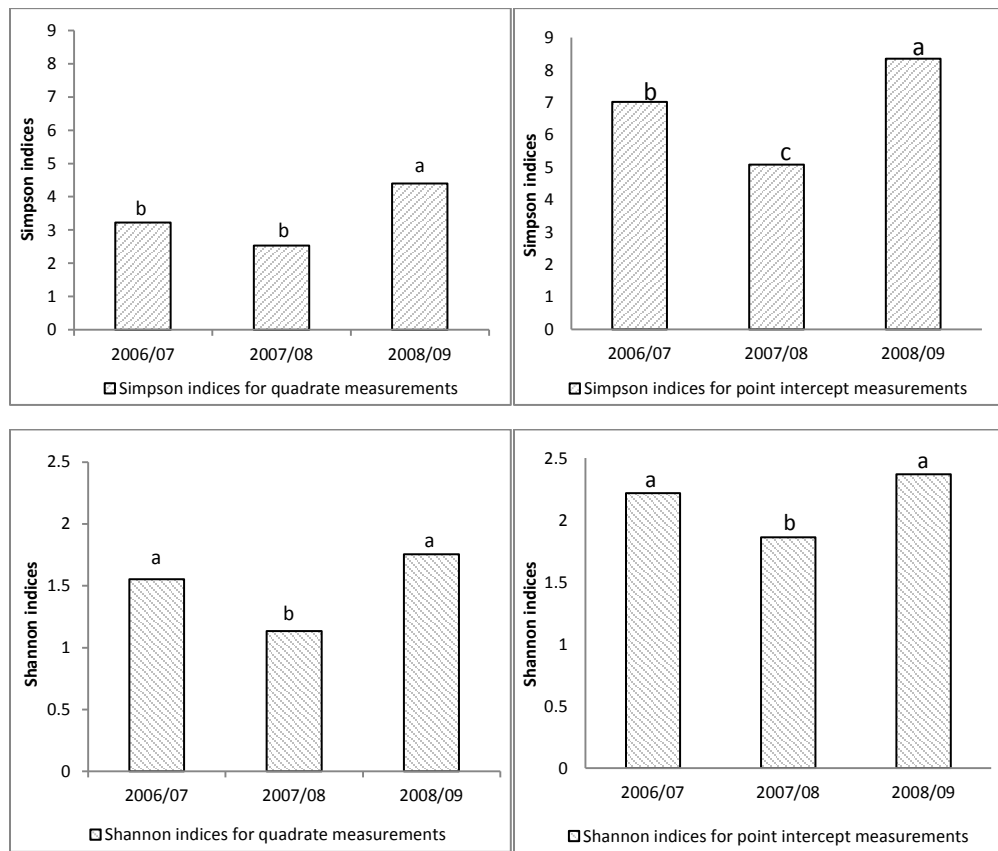 9
8
7
6
5
4
3
2
1
0
Simpson indices
b
b
a
2006/07 2007/08 2008/09
Simpson indices for quadrate measurements
9
8
7
6
5
4
3
2
1
0
Simpson indices
b
c
a
2006/07 2007/08 2008/09
Simpson indices for point intercept measurements
2.5
2
1.5
1
0.5
0
Shannon indices
a
b
a
2006/07 2007/08 2008/09
Shannon indices for quadrate measurements
2.5
2
1.5
1
0.5
0
Shannon indices
a
b
a
2006/07 2007/08 2008/09
Shannon indices for point intercept measurements